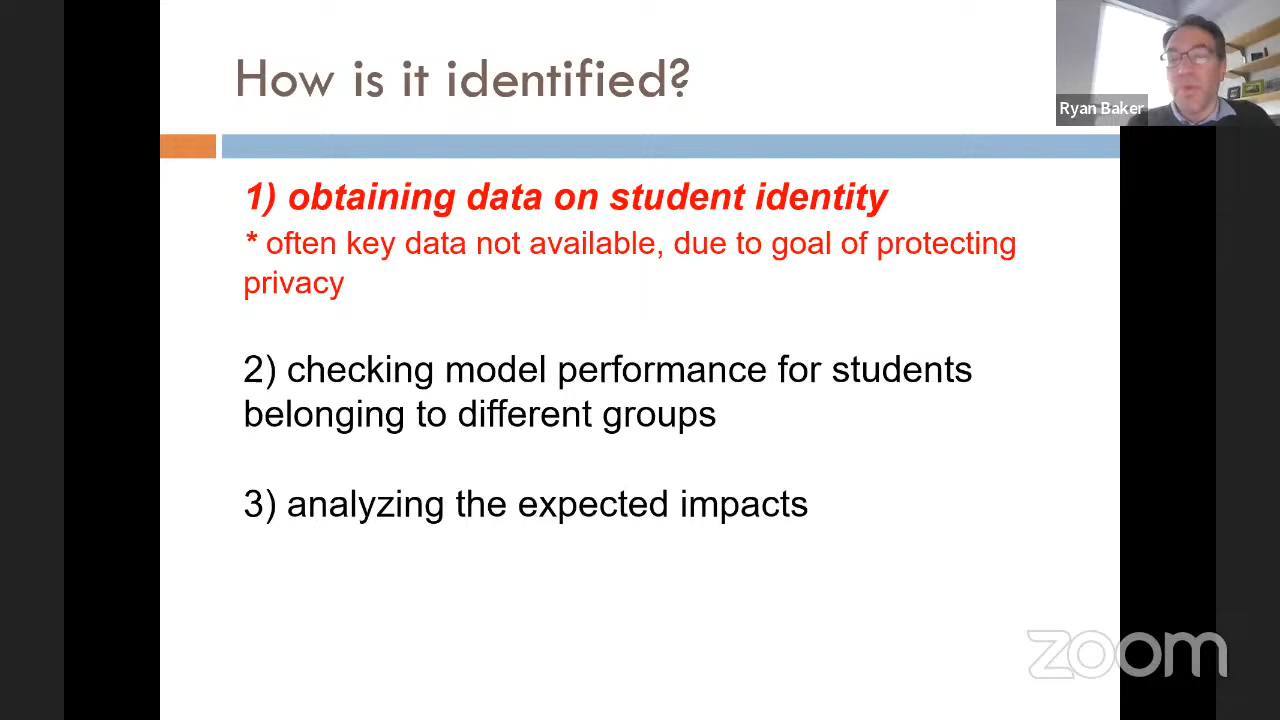 How is it identified?
Ryan Baker
1) obtaining data on student identity
* often key data not available, due to goal of protecting
privacy
2) checking model performance for students
belonging to different groups
3) analyzing the expected impacts
zoom